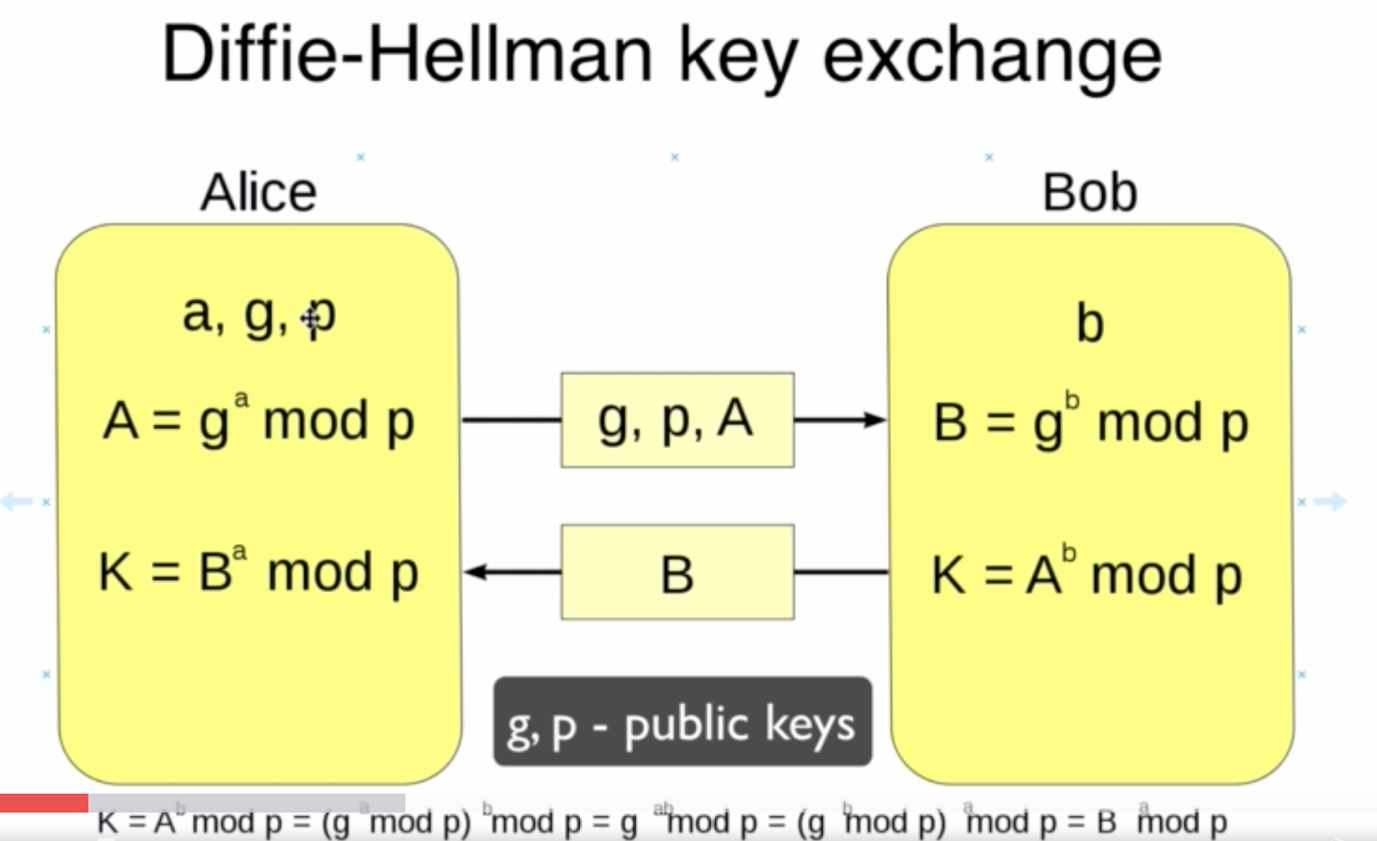 Diffie-Hellman key exchange
Alice
Bob
a, g, p
A = g^a mod p
K = B^a mod p
g, p, A
B
b
B = g^b mod p
K = A^b mod p
g, p - public keys
K = A^b mod p = (g^a mod p)^b mod p = g^ab mod p = (g^b mod p)^a mod p = B^a mod p